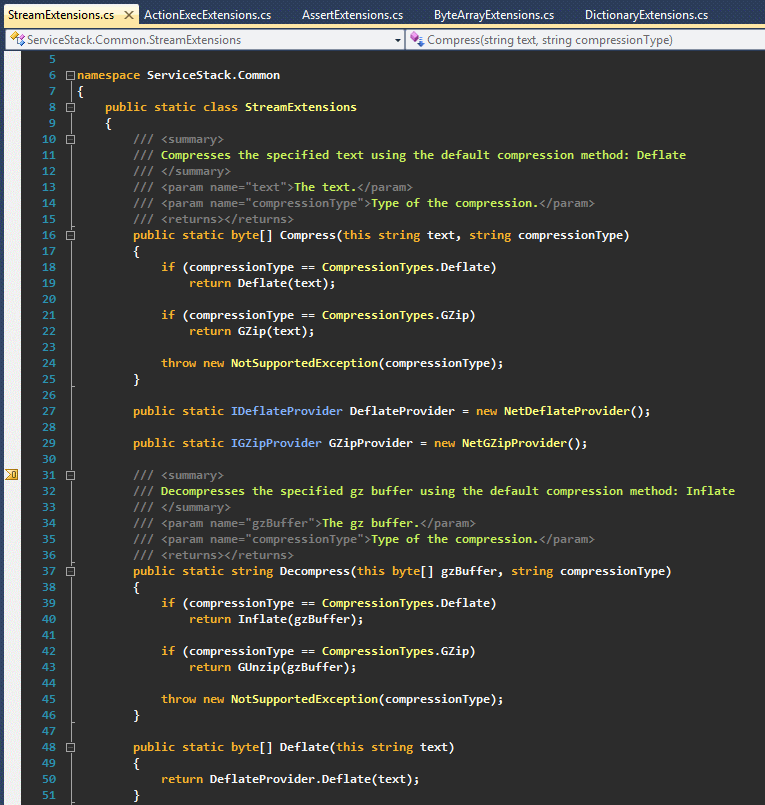 StreamExtensions.cs ActionExecExtensions.cs AssertExtensions.cs ByteArrayExtensions.cs DictionaryExtensions.cs
ServiceStack.Common.StreamExtensions Compress(string text, string compressionType)
5
6 namespace ServiceStack.Common
7 {
8 public static class StreamExtensions
9 {
10 /// <summary>
11 /// Compresses the specified text using the default compression method: Deflate
12 /// </summary>
13 /// <param name="text">The text.</param>
14 /// <param name="compressionType">Type of the compression.</param>
15 /// <returns></returns>
16 public static byte[] Compress(this string text, string compressionType)
17 {
18 if (compressionType == CompressionTypes.Deflate)
19 return Deflate(text);
20
21 if (compressionType == CompressionTypes.GZip)
22 return GZip(text);
23
24 throw new NotSupportedException(compressionType);
25 }
26
27 public static IDeflateProvider DeflateProvider = new NetDeflateProvider();
28
29 public static IGZipProvider GZipProvider = new NetGZipProvider();
30
31 /// <summary>
32 /// Decompresses the specified gz buffer using the default compression method: Inflate
33 /// </summary>
34 /// <param name="gzBuffer">The gz buffer.</param>
35 /// <param name="compressionType">Type of the compression.</param>
36 /// <returns></returns>
37 public static string Decompress(this byte[] gzBuffer, string compressionType)
38 {
39 if (compressionType == CompressionTypes.Deflate)
40 return Inflate(gzBuffer);
41
42 if (compressionType == CompressionTypes.GZip)
43 return GUnzip(gzBuffer);
44
45 throw new NotSupportedException(compressionType);
46 }
47
48 public static byte[] Deflate(this string text)
49 {
50 return DeflateProvider.Deflate(text);
51 }